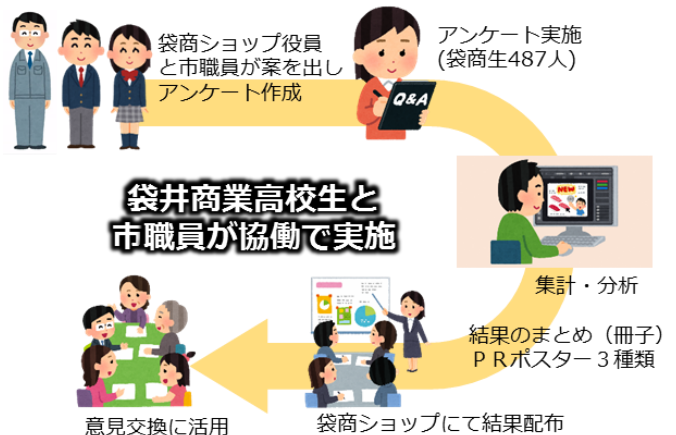 袋商ショップ役員
と市職員が案を出し
アンケート作成
Q&A
アンケート実施
(袋商生487人)
袋井商業高校生と
市職員が協働で実施
NEW
集計・分析
結果のまとめ（冊子）
ＰＲポスター３種類
袋商ショップにて結果配布
意見交換に活用